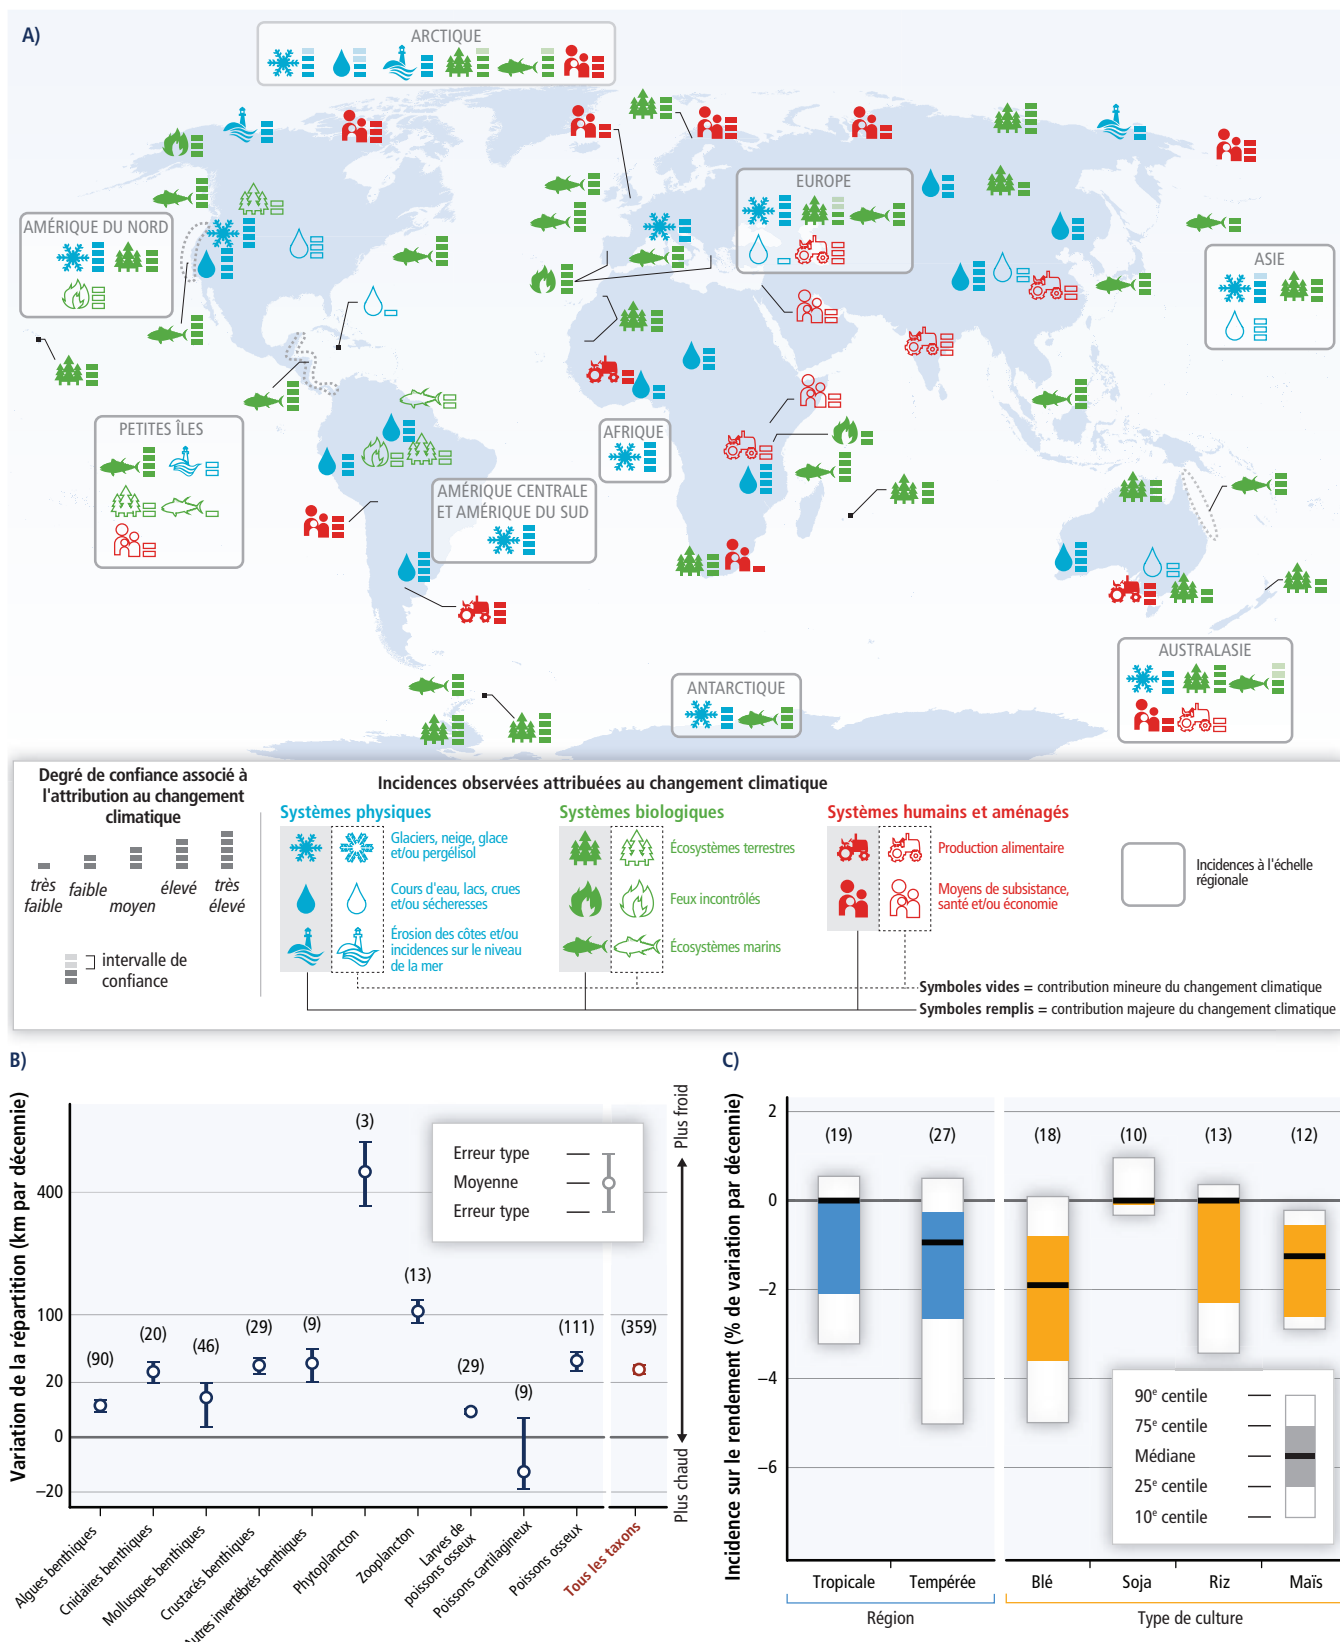 A)
ARCTIQUE
EUROPE
AMÉRIQUE DU NORD
ASIE
PETITES ÎLES
AFRIQUE
AMÉRIQUE CENTRALE
ET AMÉRIQUE DU SUD
AUSTRALASIE
ANTARCTIQUE
Degré de confiance associé à
l'attribution au changement
climatique
très
faible
faible
moyen
élevé
très
élevé
intervalle de
confiance
Incidences observées attribuées au changement climatique
Systèmes physiques
Glaciers, neige, glace
et/ou pergélisol
Cours d'eau, lacs, crues
et/ou sécheresses
Érosion des côtes et/ou
incidences sur le niveau
de la mer
Systèmes biologiques
Écosystèmes terrestres
Feux incontrôlés
Écosystèmes marins
Systèmes humains et aménagés
Production alimentaire
Moyens de subsistance,
santé et/ou économie
Incidences à l'échelle
régionale
Symboles vides = contribution mineure du changement climatique
Symboles remplis = contribution majeure du changement climatique
B)
Variation de la répartition (km par décennie)
400
100
20
0
−20
(90)
(20)
(46)
(29)
(9)
(3)
(13)
(29)
(9)
(111)
(359)
Erreur type
Moyenne
Erreur type
Plus froid
Plus chaud
Algues benthiques
Cnidaires benthiques
Mollusques benthiques
Crustacés benthiques
Autres invertébrés benthiques
Phytoplancton
Zooplancton
Larves de
poissons osseux
Poissons cartilagineux
Poissons osseux
Tous les taxons
C)
Incidence sur le rendement (% de variation par décennie)
2
0
−2
−4
−6
(19)
(27)
(18)
(10)
(13)
(12)
90e centile
75e centile
Médiane
25e centile
10e centile
Tropicale
Tempérée
Blé
Soja
Riz
Maïs
Région
Type de culture